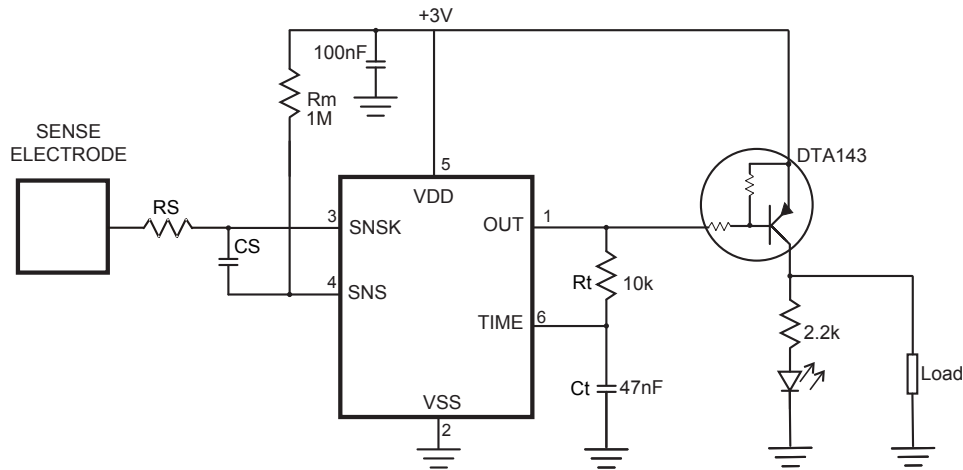 +3V
100nF
Rm
1M
SENSE
ELECTRODE
DTA143
5
VDD
RS
3
SNSK
OUT
1
CS
4
SNS
Rt
10k
TIME
6
2.2k
Ct
47nF
Load
VSS
2